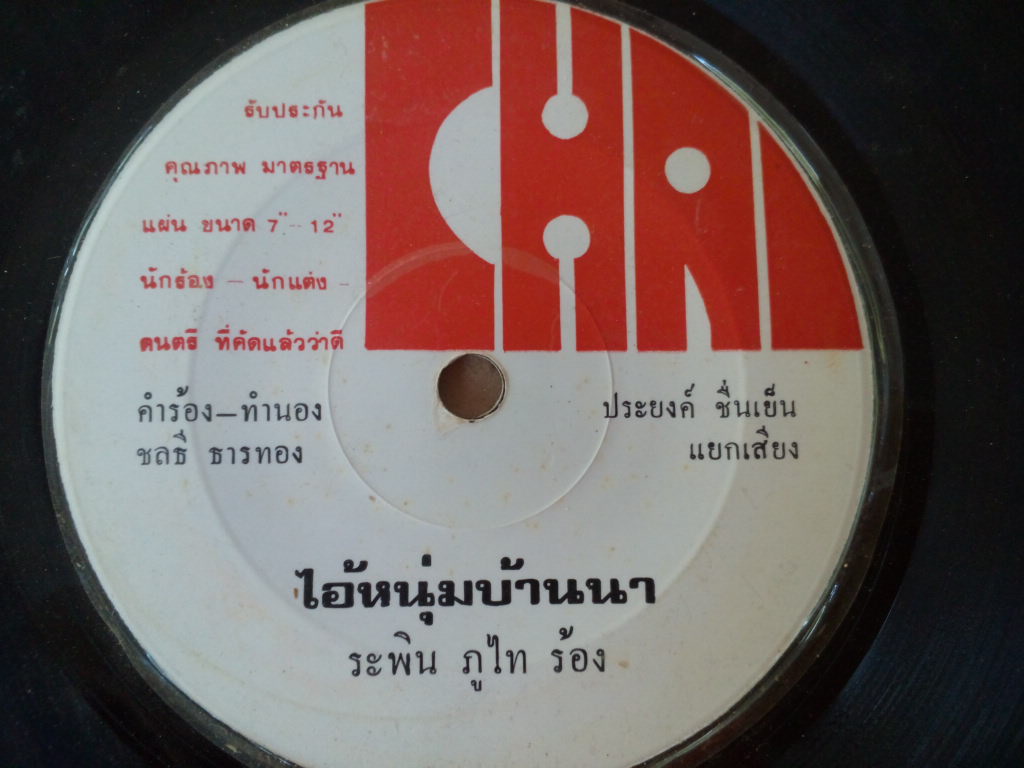 CHAI
รับประกัน
คุณภาพ มาตรฐาน
แผ่น ขนาด 7" - 12"
นักร้อง - นักแต่ง -
ดนตรี ที่คัดแล้วว่าดี
คำร้อง-ทำนอง
ชลธี ธารทอง
ประยงค์ ชื่นเย็น
แยกเสียง
ไอ้หนุ่มบ้านนา
ระพิน ภูไท ร้อง